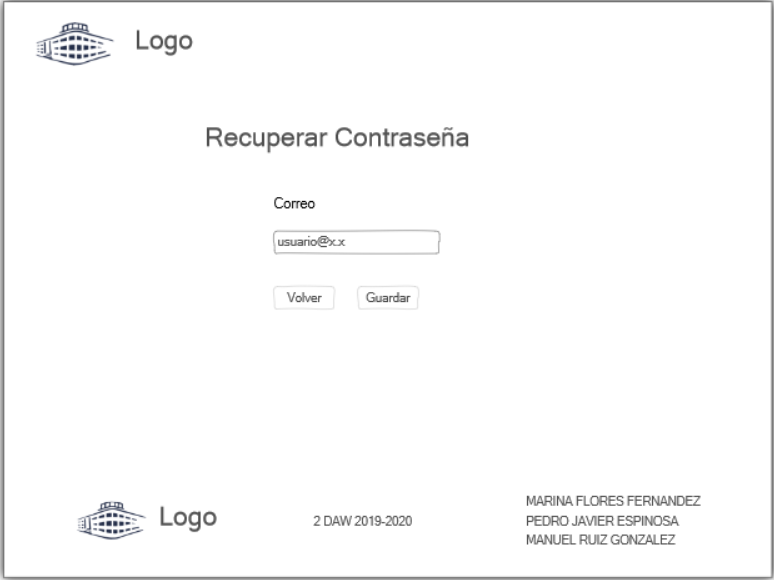 Logo
Recuperar Contraseña
Correo
usuario@x.x
Volver Guardar
Logo
2 DAW 2019-2020
MARINA FLORES FERNANDEZ
PEDRO JAVIER ESPINOSA
MANUEL RUIZ GONZALEZ